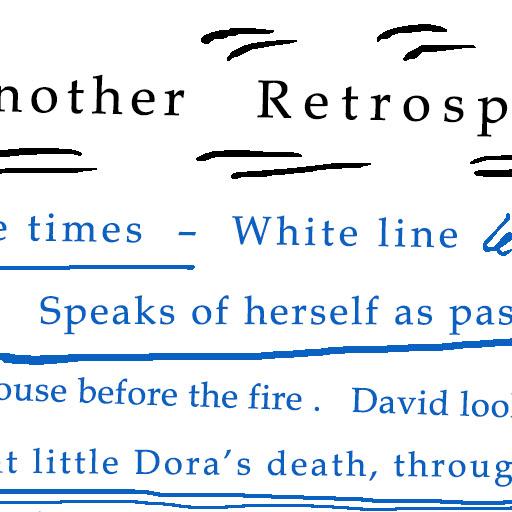 nother Retrosp
e times – White line
Speaks of herself as pas
ouse before the fire . David loo
t little Dora's death, throug